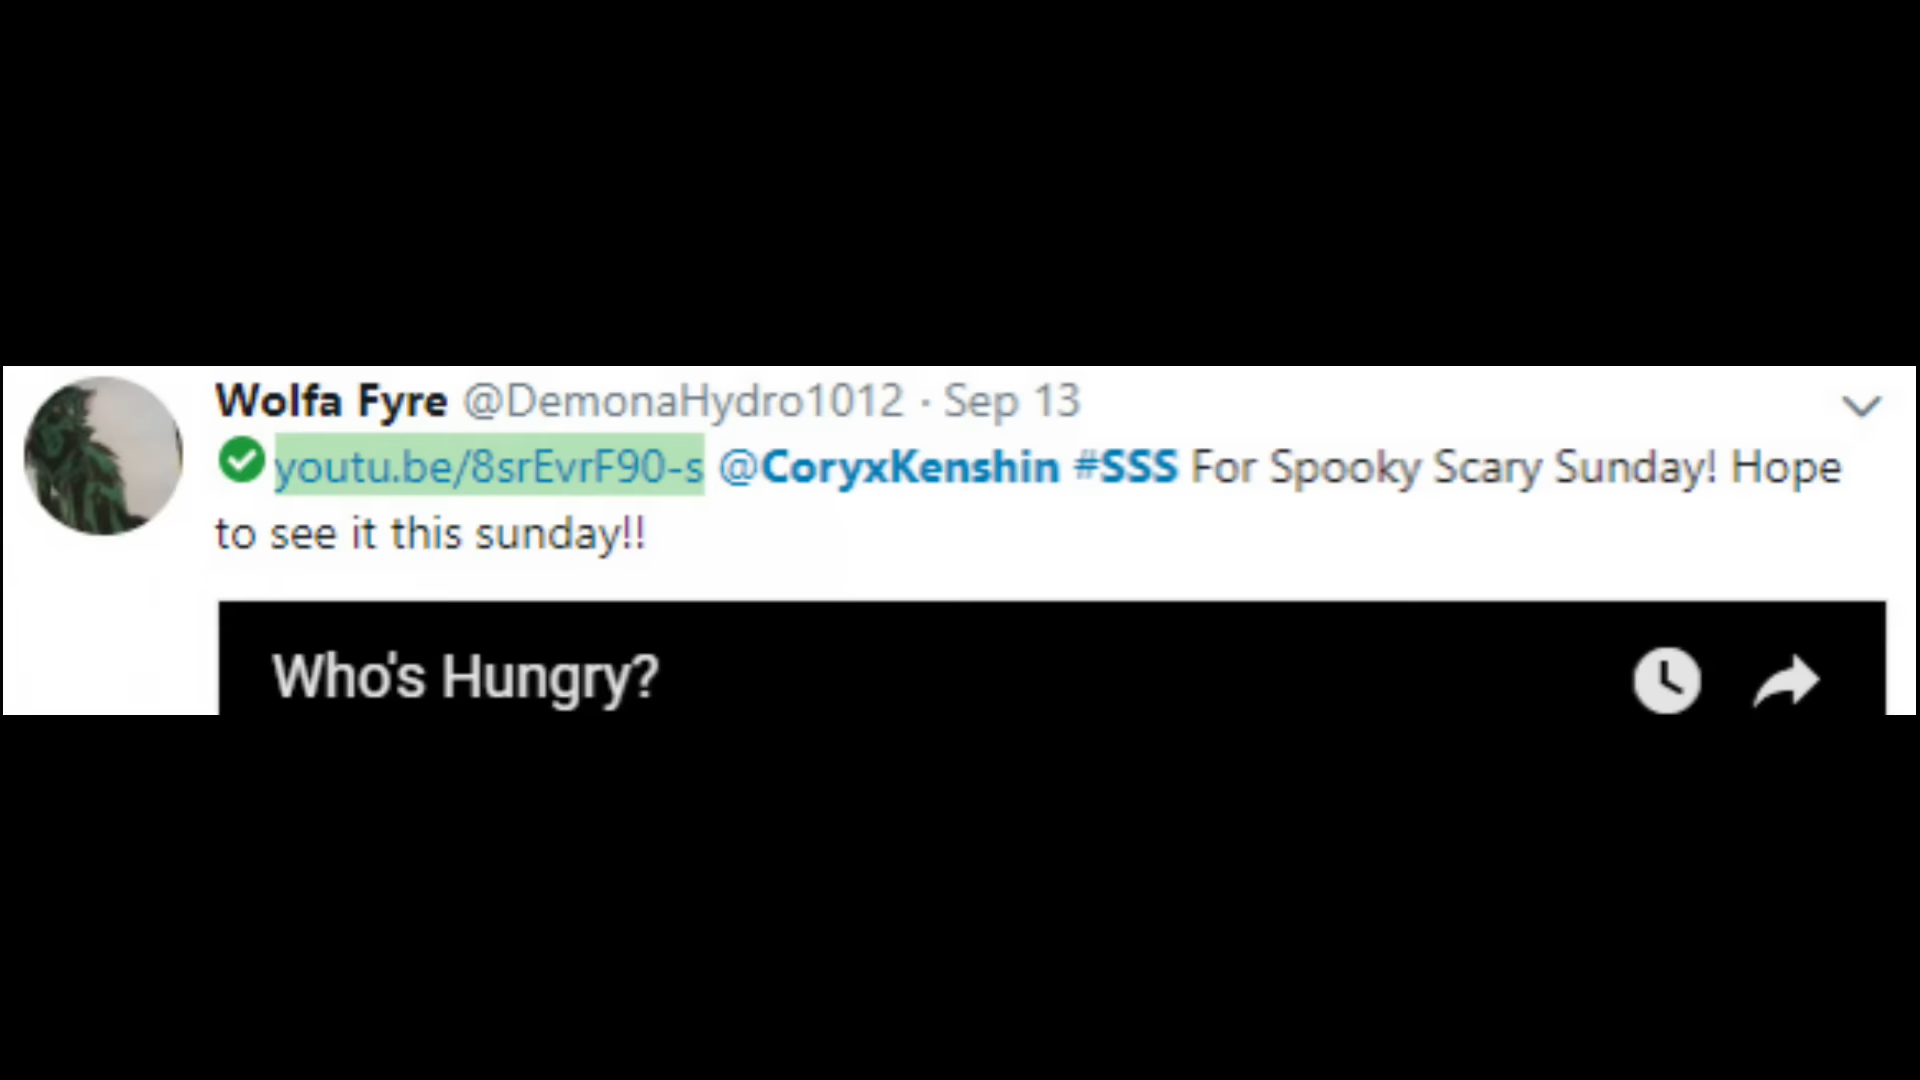 Wolfa Fyre @DemonaHydro1012 · Sep 13
youtu.be/8srEvrF90-s @CoryxKenshin #SSS For Spooky Scary Sunday! Hope
to see it this sunday!!
Who's Hungry?